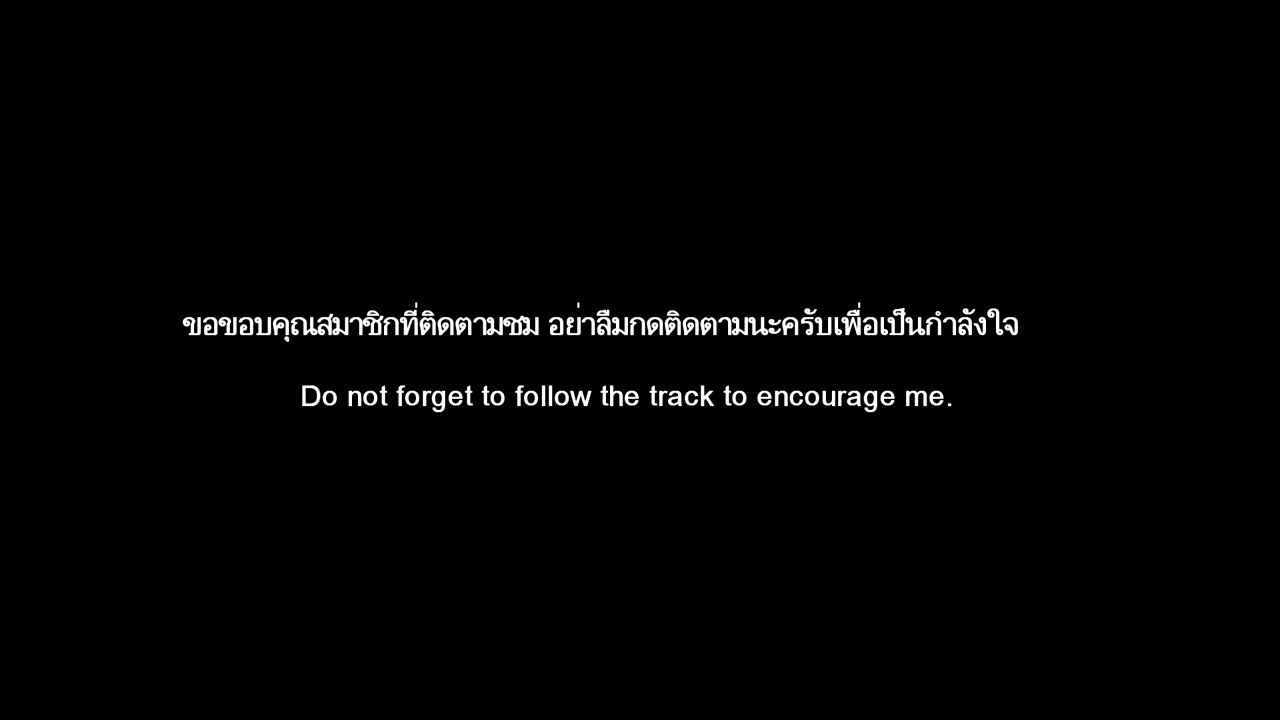 ขอขอบคุณสมาชิกที่ติดตามชม อย่าลืมกดติดตามนะครับเพื่อเป็นกำลังใจ
Do not forget to follow the track to encourage me.